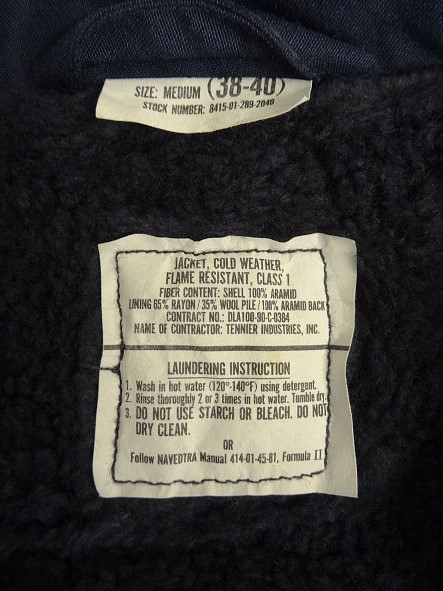 SIZE: MEDIUM (38-40)
STOCK NUMBER: 8415-01-289-2040
JACKET, COLD WEATHER,
FLAME RESISTANT, CLASS 1
FIBER CONTENT: SHELL 100% ARAMID
LINING 65% RAYON / 35% WOOL PILE / 100% ARAMID BACK
CONTRACT NO.: DLA100-90-C-0384
NAME OF CONTRACTOR: TENNIER INDUSTRIES, INC.
LAUNDERING INSTRUCTION
1. Wash in hot water (120°-140°F) using detergent.
2. Rinse thoroughly 2 or 3 times in hot water. Tumble dry.
3. DO NOT USE STARCH OR BLEACH. DO NOT
DRY CLEAN.
OR
Follow NAVEDTRA Manual 414-01-45-81, Formula II